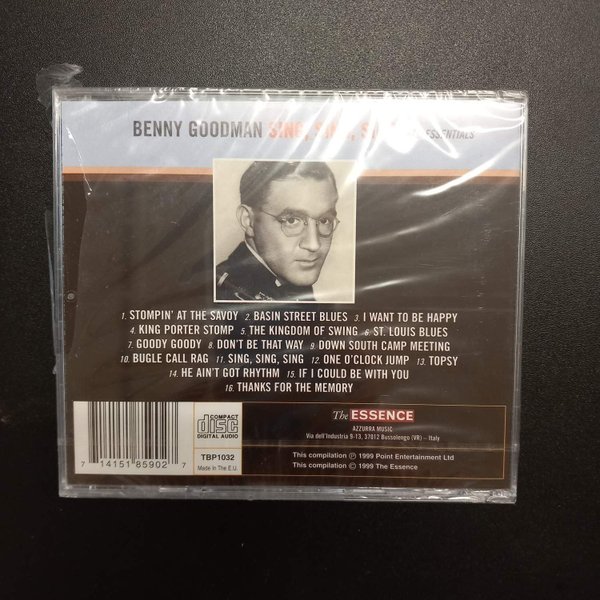 BENNY GOODMAN SING, SING, SING ESSENTIALS
1. STOMPIN' AT THE SAVOY 2. BASIN STREET BLUES 3. I WANT TO BE HAPPY
4. KING PORTER STOMP 5. THE KINGDOM OF SWING 6. ST. LOUIS BLUES
7. GOODY GOODY 8. DON'T BE THAT WAY 9. DOWN SOUTH CAMP MEETING
10. BUGLE CALL RAG 11. SING, SING, SING 12. ONE O'CLOCK JUMP 13. TOPSY
14. HE AIN'T GOT RHYTHM 15. IF I COULD BE WITH YOU
16. THANKS FOR THE MEMORY
7 14151 85902 7
COMPACT
disc
DIGITAL AUDIO
TBP1032
Made In The E.U.
The ESSENCE
AZZURRA MUSIC
Via dell'Industria 9-13, 37012 Bussolengo (VR) – Italy
This compilation ℗ 1999 Point Entertainment Ltd
This compilation © 1999 The Essence